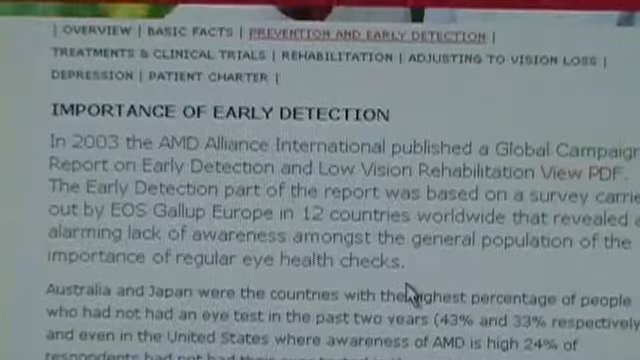 | OVERVIEW | BASIC FACTS | PREVENTION AND EARLY DETECTION |
TREATMENTS & CLINICAL TRIALS | REHABILITATION | ADJUSTING TO VISION LOSS |
DEPRESSION | PATIENT CHARTER |
IMPORTANCE OF EARLY DETECTION
In 2003 the AMD Alliance International published a Global Campaign
Report on Early Detection and Low Vision Rehabilitation View PDF.
The Early Detection part of the report was based on a survey carrie
out by EOS Gallup Europe in 12 countries worldwide that revealed a
alarming lack of awareness amongst the general population of the
importance of regular eye health checks.
Australia and Japan were the countries with the highest percentage of people
who had not had an eye test in the past two years (43% and 33% respectively
and even in the United States where awareness of AMD is high 24% of
respondents had not had their